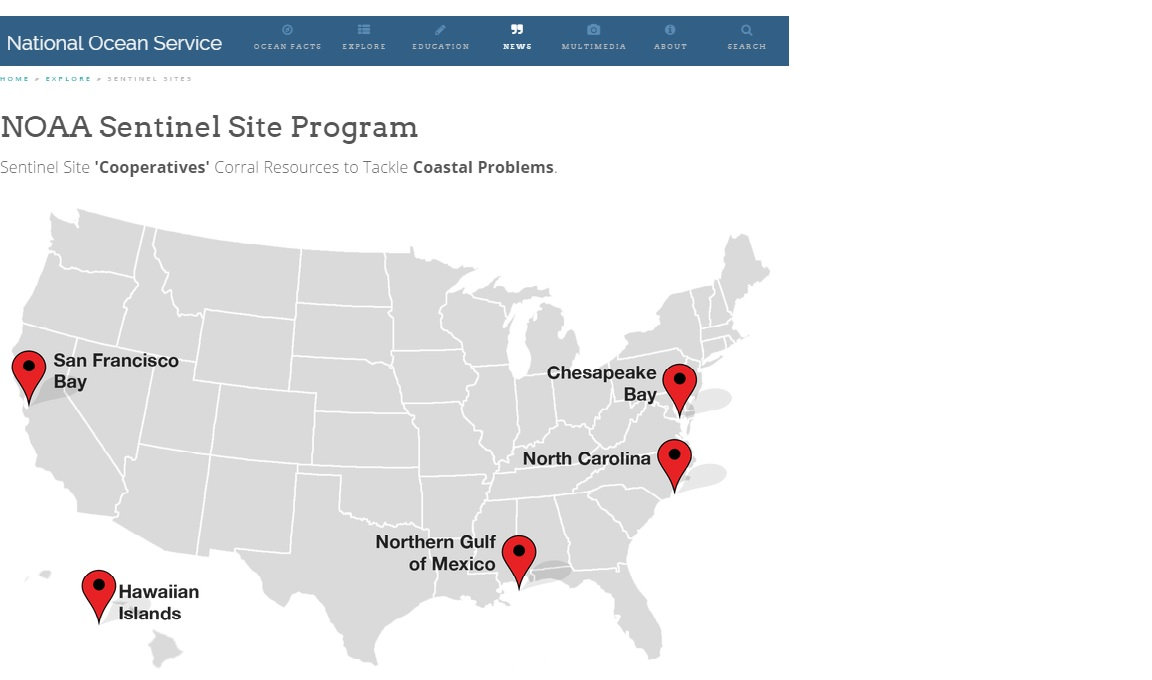 National Ocean Service
OCEAN FACTS EXPLORE EDUCATION NEWS MULTIMEDIA ABOUT SEARCH
HOME » EXPLORE » SENTINEL SITES
NOAA Sentinel Site Program
Sentinel Site 'Cooperatives' Corral Resources to Tackle Coastal Problems.
San Francisco
Bay
Chesapeake
Bay
North Carolina
Northern Gulf
of Mexico
Hawaiian
Islands